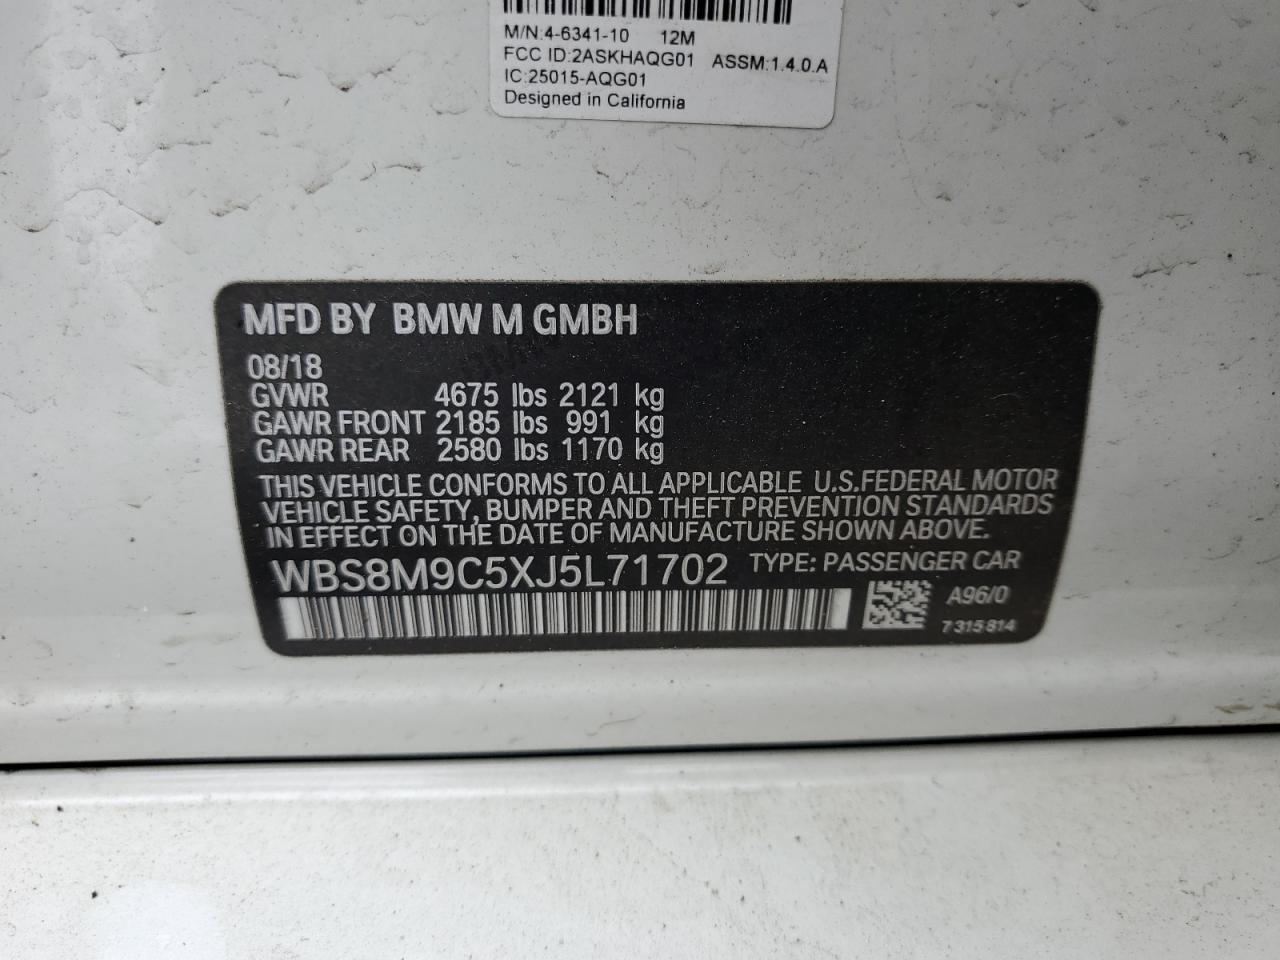 M/N:4-6341-10 12M
FCC ID:2ASKHAQG01 ASSM:1.4.0.A
IC:25015-AQG01
Designed in California
MFD BY BMW M GMBH
08/18
GVWR 4675 lbs 2121 kg
GAWR FRONT 2185 lbs 991 kg
GAWR REAR 2580 lbs 1170 kg
THIS VEHICLE CONFORMS TO ALL APPLICABLE U.S.FEDERAL MOTOR
VEHICLE SAFETY, BUMPER AND THEFT PREVENTION STANDARDS
IN EFFECT ON THE DATE OF MANUFACTURE SHOWN ABOVE.
WBS8M9C5XJ5L71702 TYPE: PASSENGER CAR
A96/0
7315814